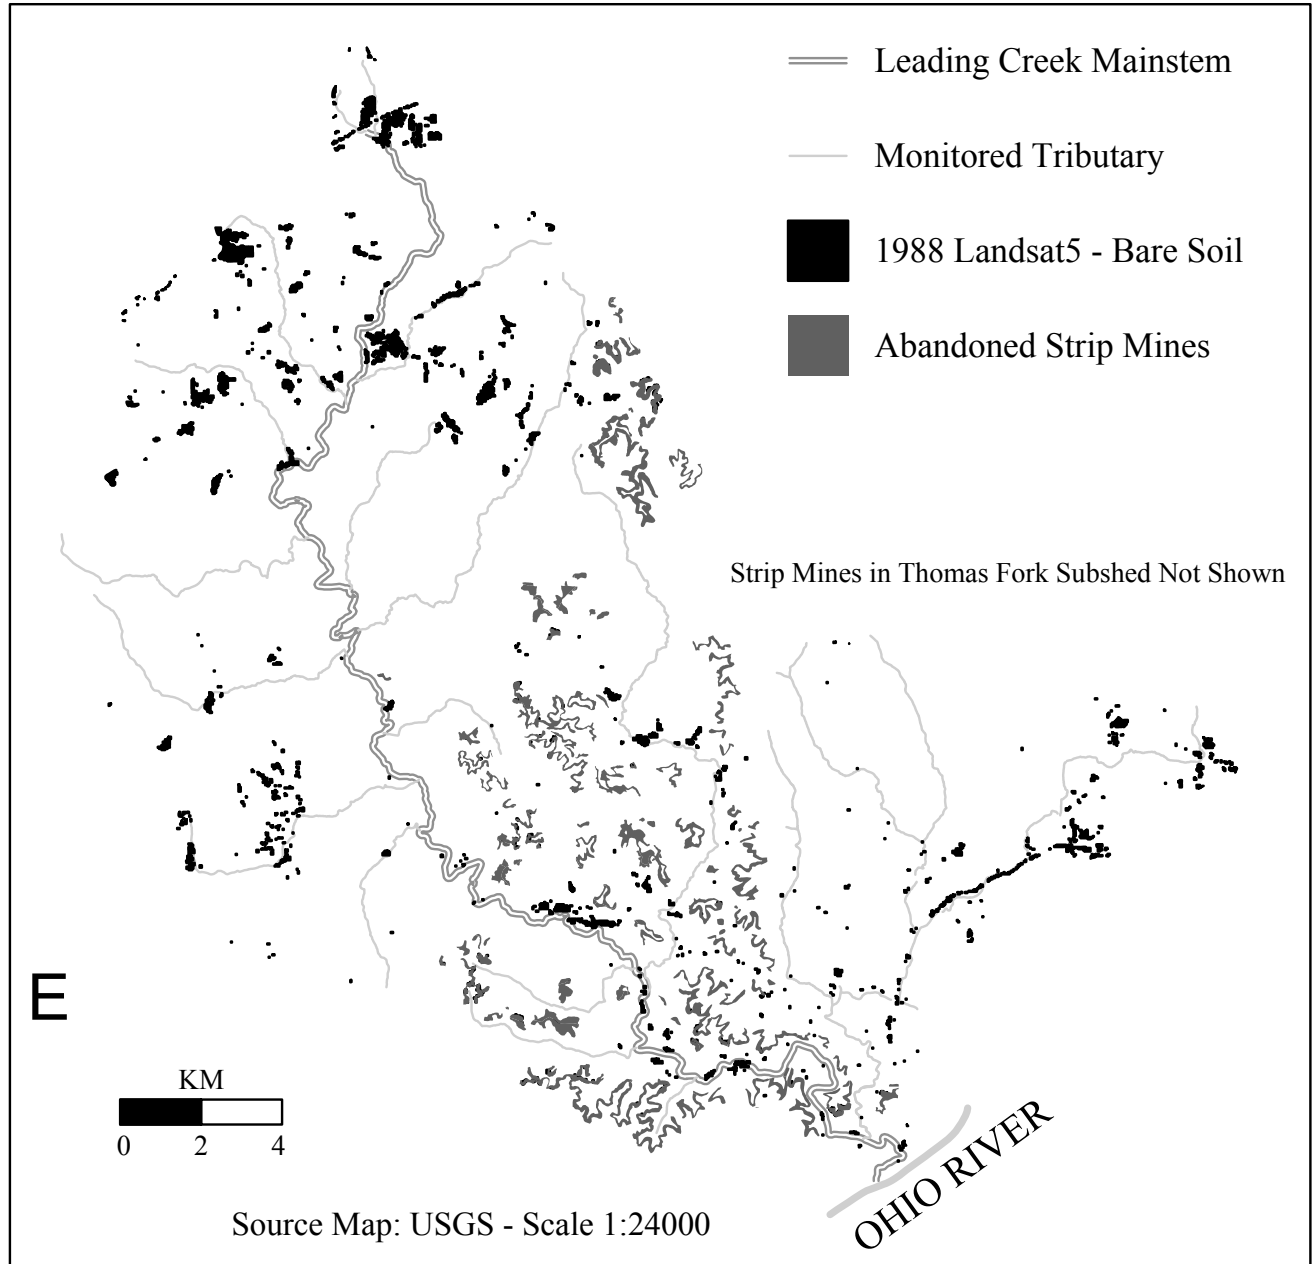 Leading Creek Mainstem
Monitored Tributary
1988 Landsat5 - Bare Soil
Abandoned Strip Mines
Strip Mines in Thomas Fork Subshed Not Shown
E
KM
0 2 4
OHIO RIVER
Source Map: USGS - Scale 1:24000